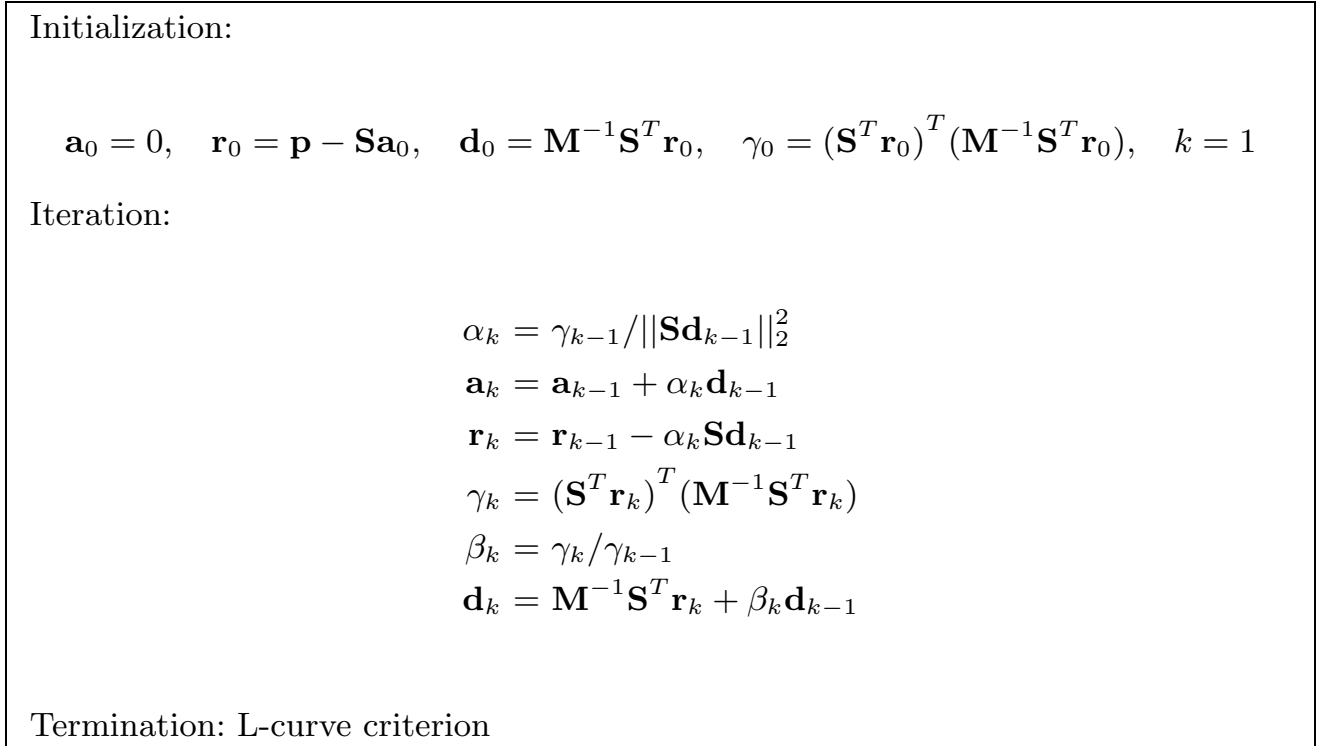 Initialization:
𝐚₀ = 0, 𝐫₀ = 𝐩 − 𝐒𝐚₀, 𝐝₀ = 𝐌⁻¹𝐒ᵀ𝐫₀, γ₀ = (𝐒ᵀ𝐫₀)ᵀ(𝐌⁻¹𝐒ᵀ𝐫₀), k = 1
Iteration:
αₖ = γₖ₋₁/||𝐒𝐝ₖ₋₁||₂²
𝐚ₖ = 𝐚ₖ₋₁ + αₖ𝐝ₖ₋₁
𝐫ₖ = 𝐫ₖ₋₁ − αₖ𝐒𝐝ₖ₋₁
γₖ = (𝐒ᵀ𝐫ₖ)ᵀ(𝐌⁻¹𝐒ᵀ𝐫ₖ)
βₖ = γₖ/γₖ₋₁
𝐝ₖ = 𝐌⁻¹𝐒ᵀ𝐫ₖ + βₖ𝐝ₖ₋₁
Termination: L-curve criterion